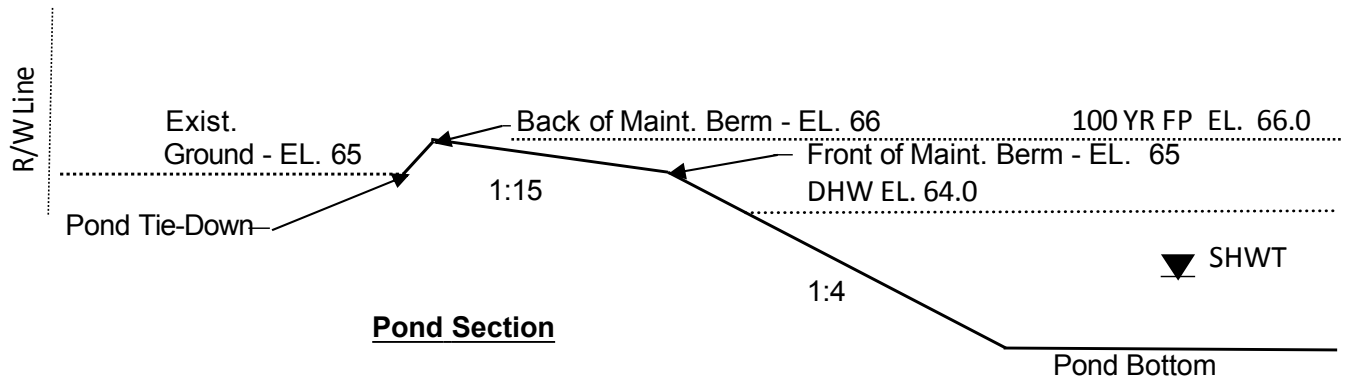 R/W Line
Exist.
Ground - EL. 65
Back of Maint. Berm - EL. 66
100 YR FP EL. 66.0
Front of Maint. Berm - EL. 65
1:15
DHW EL. 64.0
Pond Tie-Down
SHWT
1:4
Pond Section
Pond Bottom